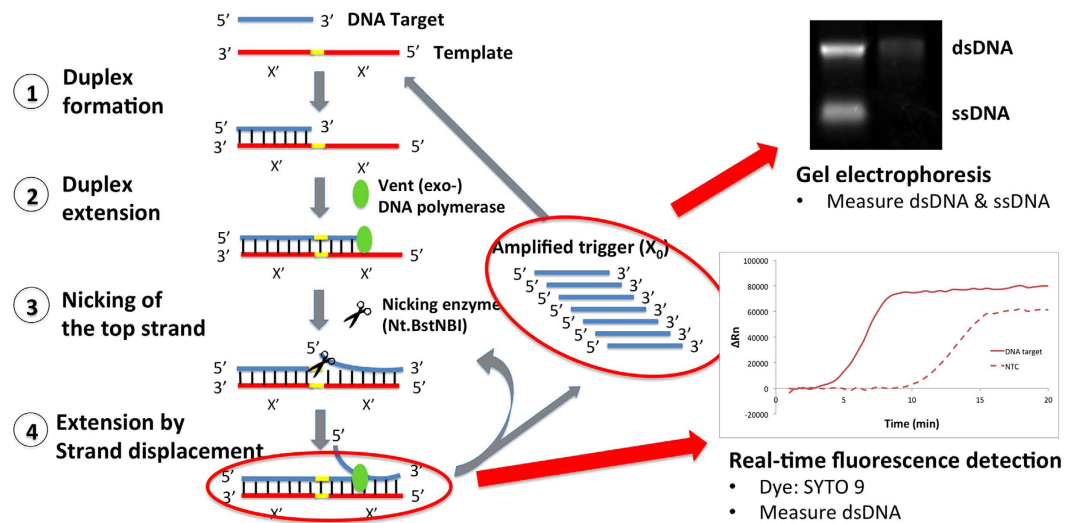 5’ 3’ DNA Target
3’ 5’ Template
X’ X’
1 Duplex
formation
5’ 3’
3’ 5’
X’ X’
2 Duplex
extension
Vent (exo-)
DNA polymerase
5’
3’ 5’
X’ X’
3 Nicking of
the top strand
Nicking enzyme
(Nt.BstNBI)
5’
5’ 3’
3’ 5’
X’ X’
4 Extension by
Strand displacement
5’
5’ 3’
3’ 5’
X’ X’
Amplified trigger (X0)
5’ 3’
5’ 3’
5’ 3’
5’ 3’
5’ 3’
5’ 3’
5’ 3’
dsDNA
ssDNA
Gel electrophoresis
• Measure dsDNA & ssDNA
100000
80000
60000
40000
20000
0
-20000
ΔRn
0 5 10 15 20
Time (min)
DNA target
NTC
Real-time fluorescence detection
• Dye: SYTO 9
• Measure dsDNA